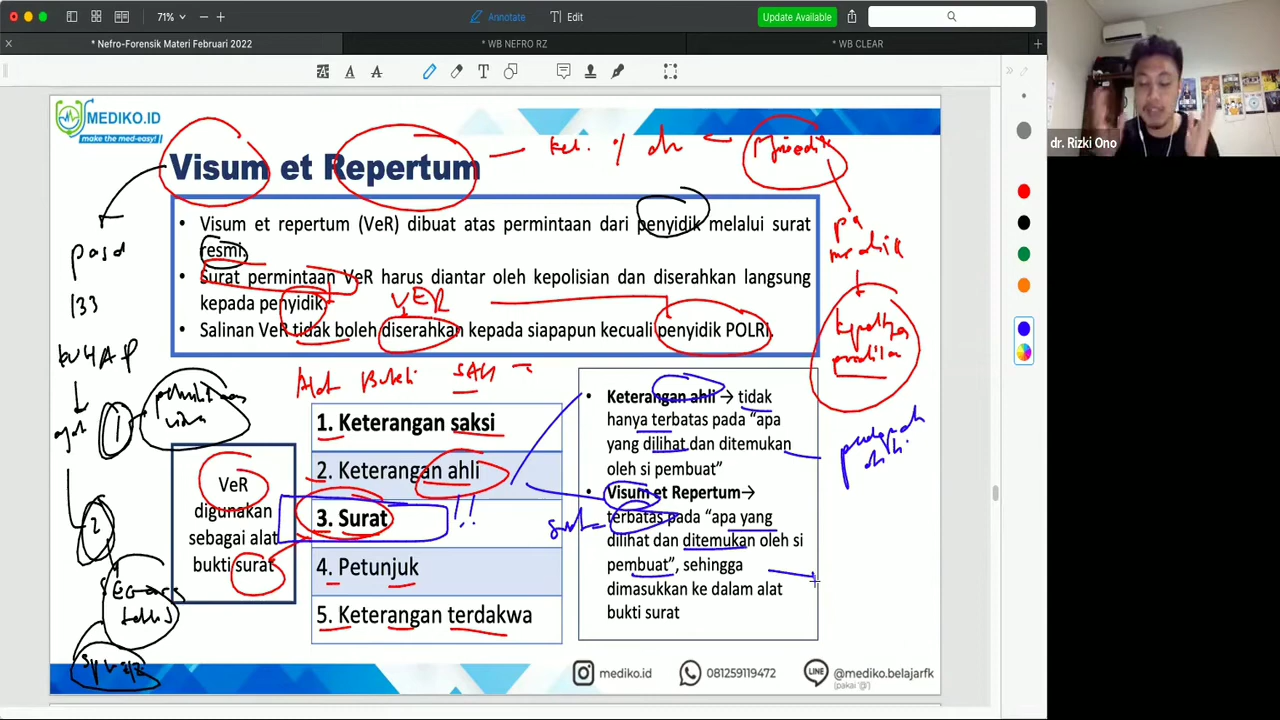 71%
Annotate
Edit
Update Available
* Nefro-Forensik Materi Februari 2022
* WB NEFRO RZ
* WB CLEAR
MEDIKO.ID
make the med-easy!
Visum et Repertum
• Visum et repertum (VeR) dibuat atas permintaan dari penyidik melalui surat
resmi.
• Surat permintaan VeR harus diantar oleh kepolisian dan diserahkan langsung
kepada penyidik
• Salinan VeR tidak boleh diserahkan kepada siapapun kecuali penyidik POLRI.
VER
pasal
133
KUHAP
1
2
Alat Bukti SAH =
VeR
digunakan
sebagai alat
bukti surat
1. Keterangan saksi
2. Keterangan ahli
3. Surat
!!
4. Petunjuk
5. Keterangan terdakwa
• Keterangan ahli → tidak
hanya terbatas pada “apa
yang dilihat dan ditemukan
oleh si pembuat”
• Visum et Repertum→
terbatas pada “apa yang
dilihat dan ditemukan oleh si
pembuat”, sehingga
dimasukkan ke dalam alat
bukti surat
mediko.id
081259119472
LINE
@mediko.belajarfk
(pakai '@')
dr. Rizki Ono